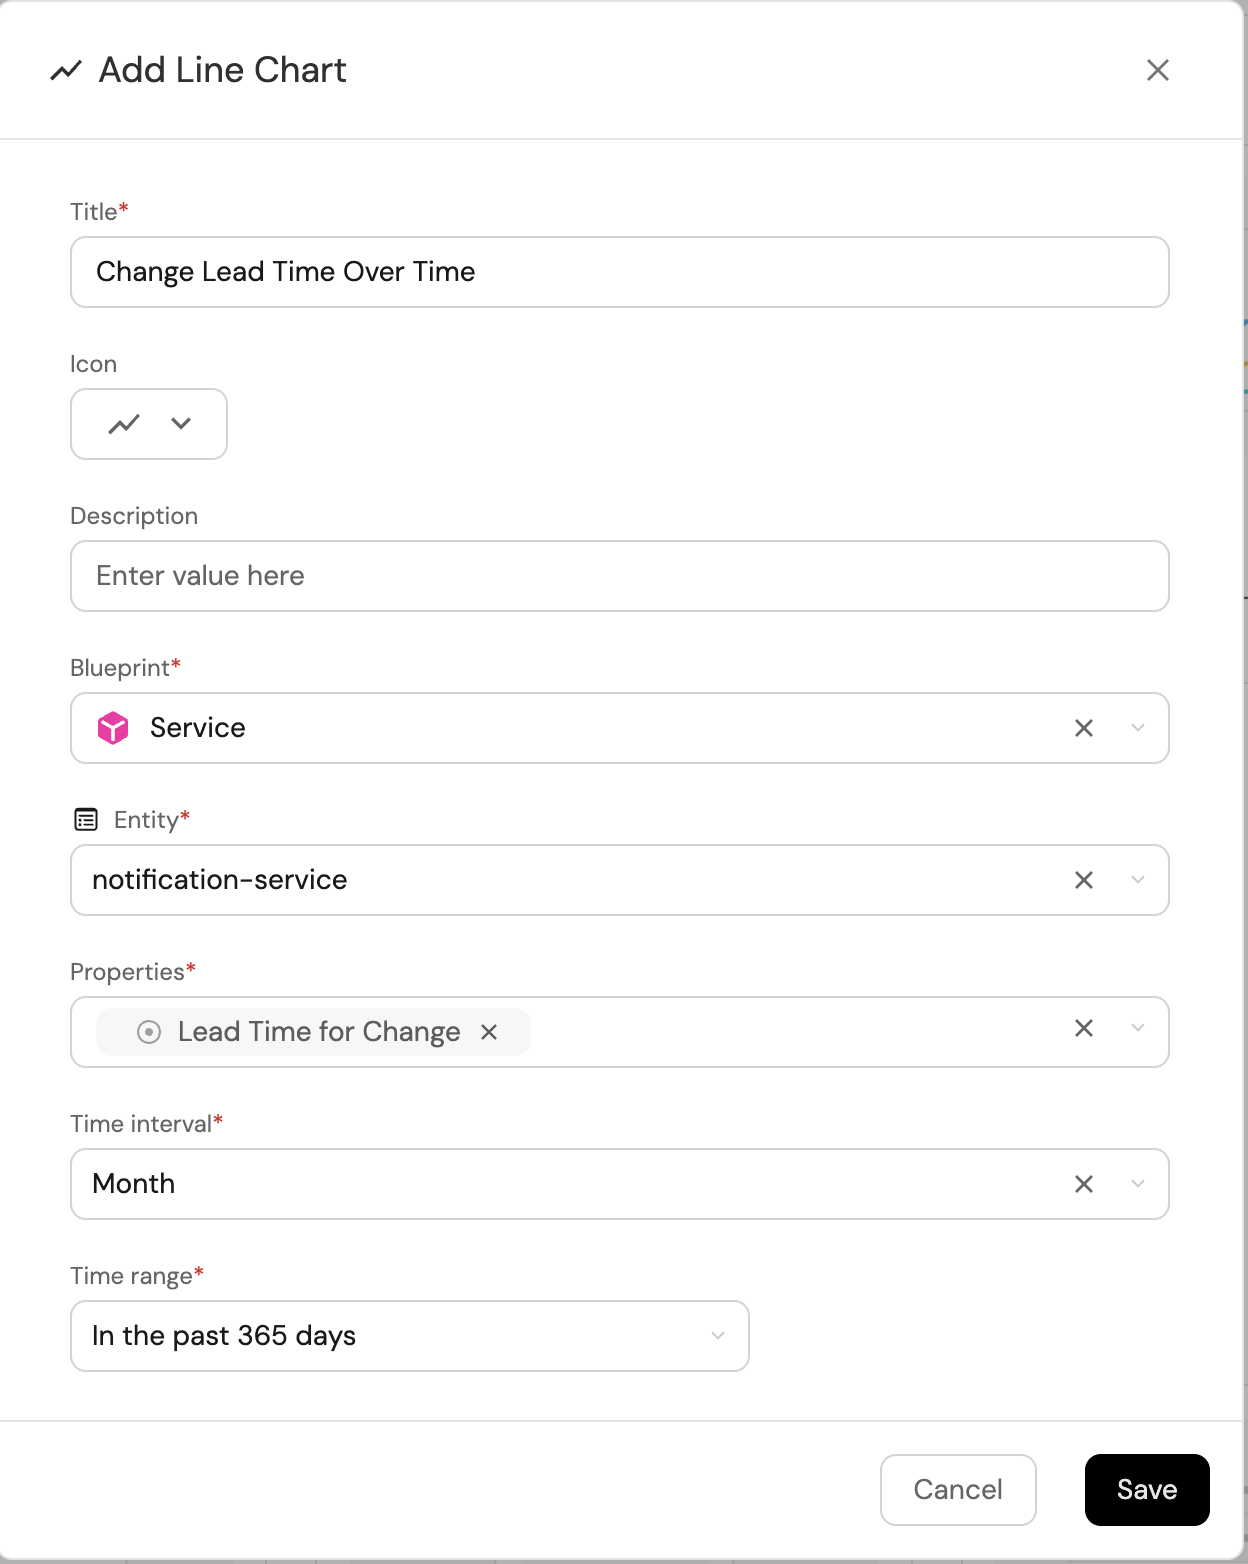 Add Line Chart
Title*
Change Lead Time Over Time
Icon
Description
Enter value here
Blueprint*
Service
Entity*
notification-service
Properties*
Lead Time for Change
Time interval*
Month
Time range*
In the past 365 days
Cancel
Save